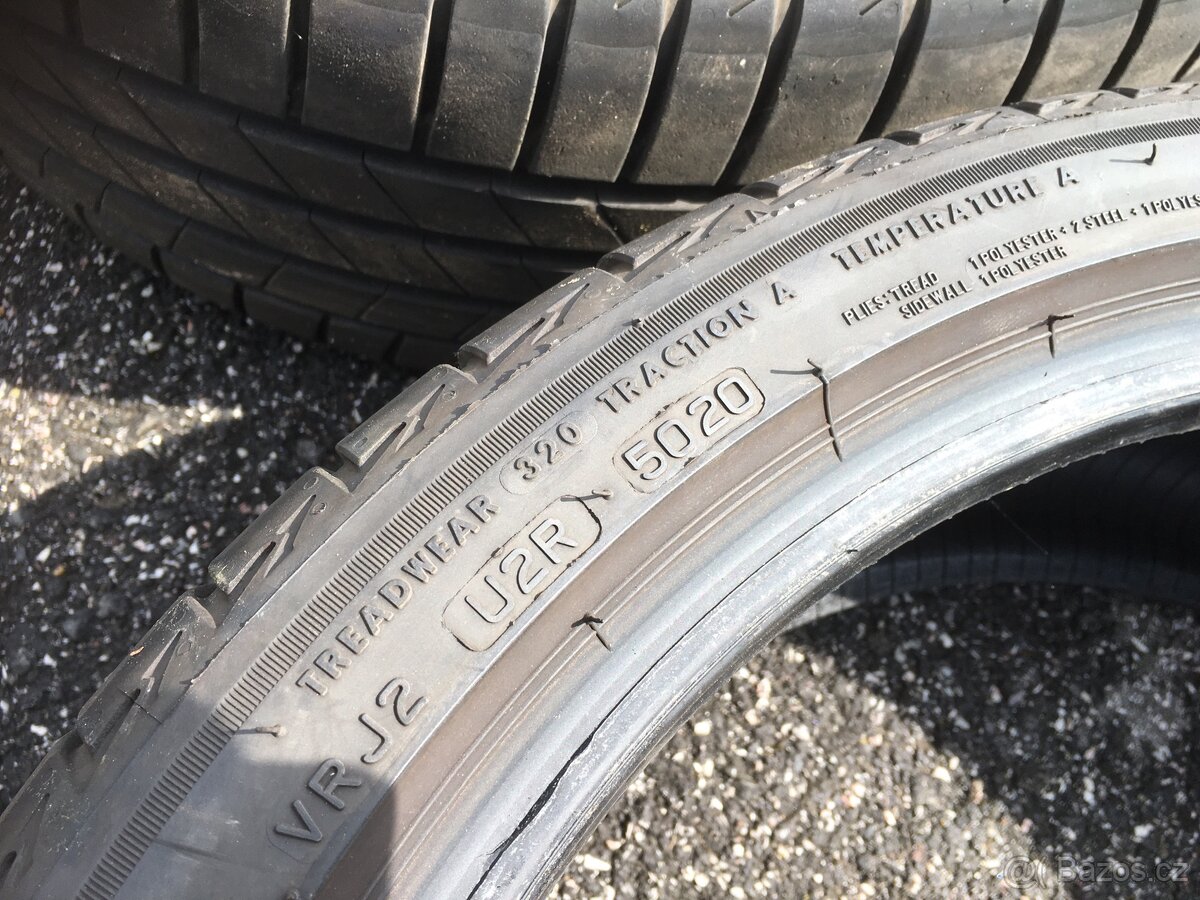 TREADWEAR 320 TRACTION A TEMPERATURE A
PLIES: TREAD 1 POLYESTER + 2 STEEL + 1 POLYES
SIDEWALL 1 POLYESTER
VRJ2 U2R 5020
@ Bazos.cz